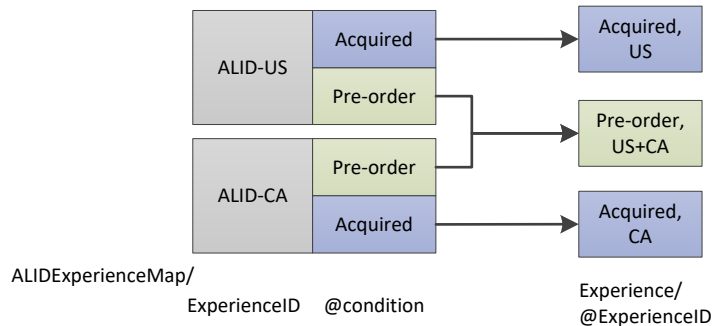 ALID-US
Acquired
Pre-order
ALID-CA
Pre-order
Acquired
Acquired,
US
Pre-order,
US+CA
Acquired,
CA
ALIDExperienceMap/
ExperienceID @condition
Experience/
@ExperienceID